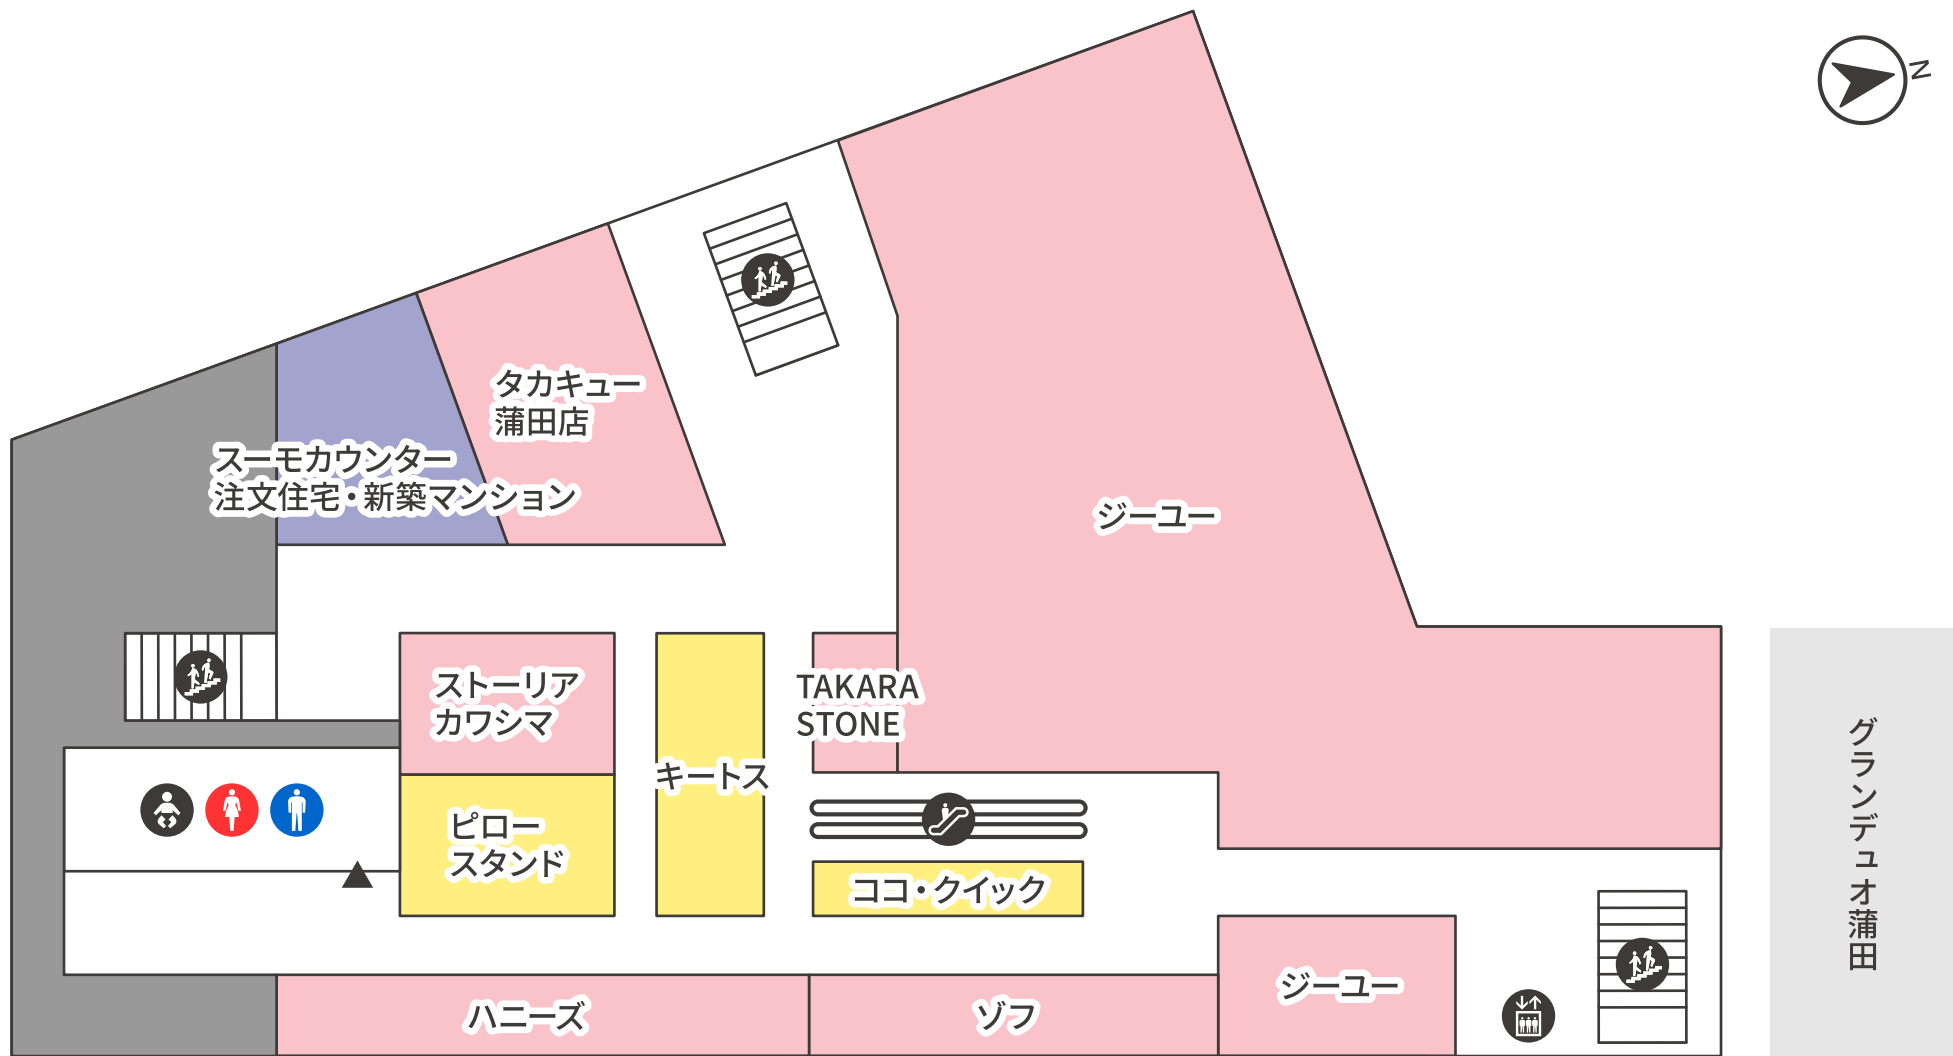 N
タカキュー
蒲田店
スーモカウンター
注文住宅・新築マンション
ジーユー
ストーリア
カワシマ
TAKARA
STONE
キートス
ピロー
スタンド
ココ・クイック
グランデュオ蒲田
ジーユー
ハニーズ
ゾフ